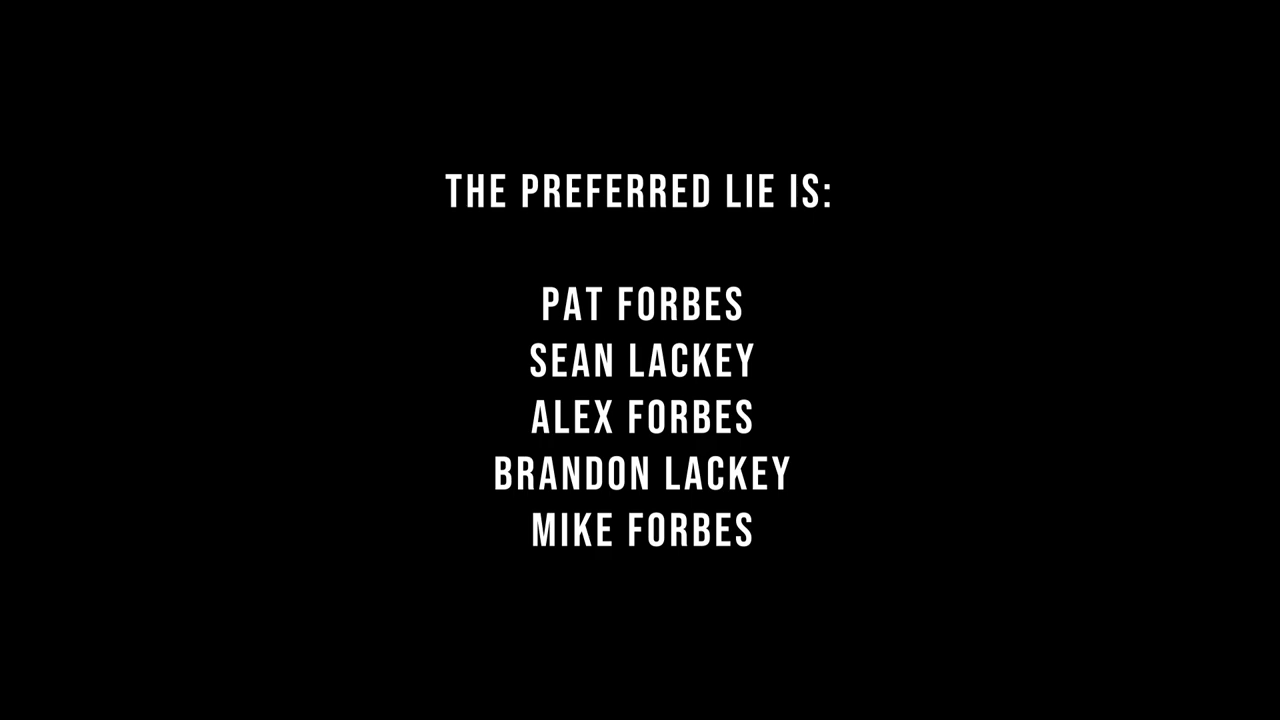 THE PREFERRED LIE IS:
PAT FORBES
SEAN LACKEY
ALEX FORBES
BRANDON LACKEY
MIKE FORBES